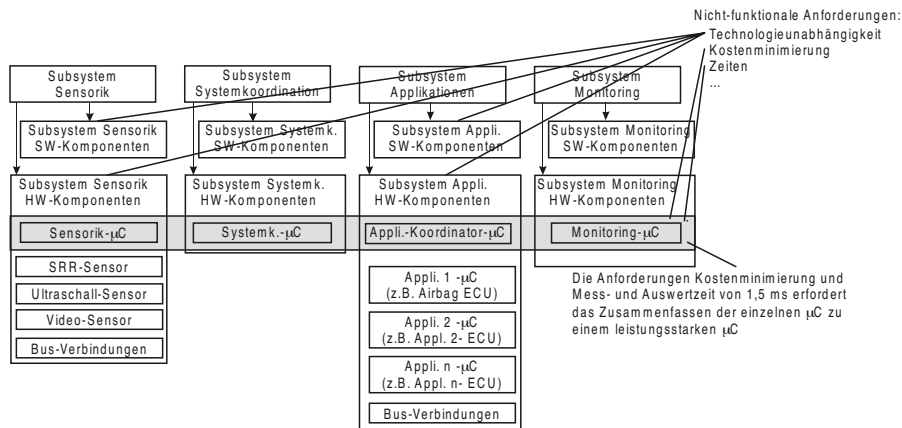 Nicht-funktionale Anforderungen:
Technologieunabhängigkeit
Kostenminimierung
Zeiten
...
Subsystem
Sensorik
Subsystem
Systemkoordination
Subsystem
Applikationen
Subsystem
Monitoring
Subsystem Sensorik
SW-Komponenten
Subsystem Systemk.
SW-Komponenten
Subsystem Appli.
SW-Komponenten
Subsystem Monitoring
SW-Komponenten
Subsystem Sensorik
HW-Komponenten
Subsystem Systemk.
HW-Komponenten
Subsystem Appli.
HW-Komponenten
Subsystem Monitoring
HW-Komponenten
Sensorik-µC
Systemk.-µC
Appli.-Koordinator-µC
Monitoring-µC
SRR-Sensor
Ultraschall-Sensor
Video-Sensor
Bus-Verbindungen
Appli. 1 -µC
(z.B. Airbag ECU)
Appli. 2 -µC
(z.B. Appl. 2- ECU)
Appli. n -µC
(z.B. Appl. n- ECU)
Bus-Verbindungen
Die Anforderungen Kostenminimierung und
Mess- und Auswertzeit von 1,5 ms erfordert
das Zusammenfassen der einzelnen µC zu
einem leistungsstarken µC